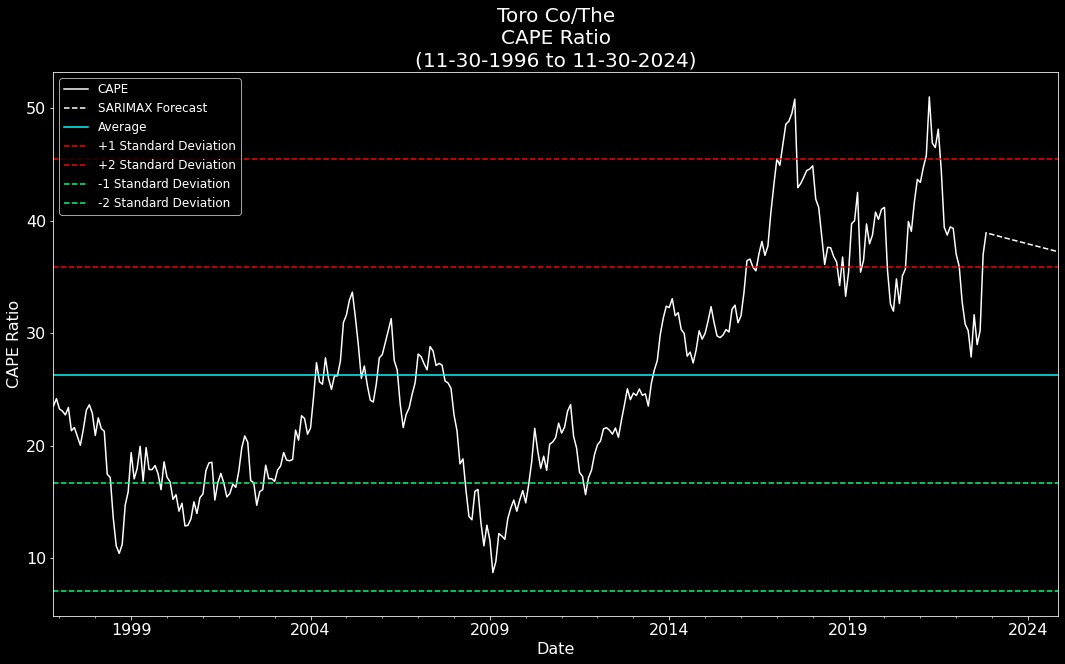 Toro Co/The
CAPE Ratio
(11-30-1996 to 11-30-2024)
CAPE
SARIMAX Forecast
Average
+1 Standard Deviation
+2 Standard Deviation
-1 Standard Deviation
-2 Standard Deviation
50
40
30
20
10
CAPE Ratio
1999
2004
2009
2014
2019
2024
Date